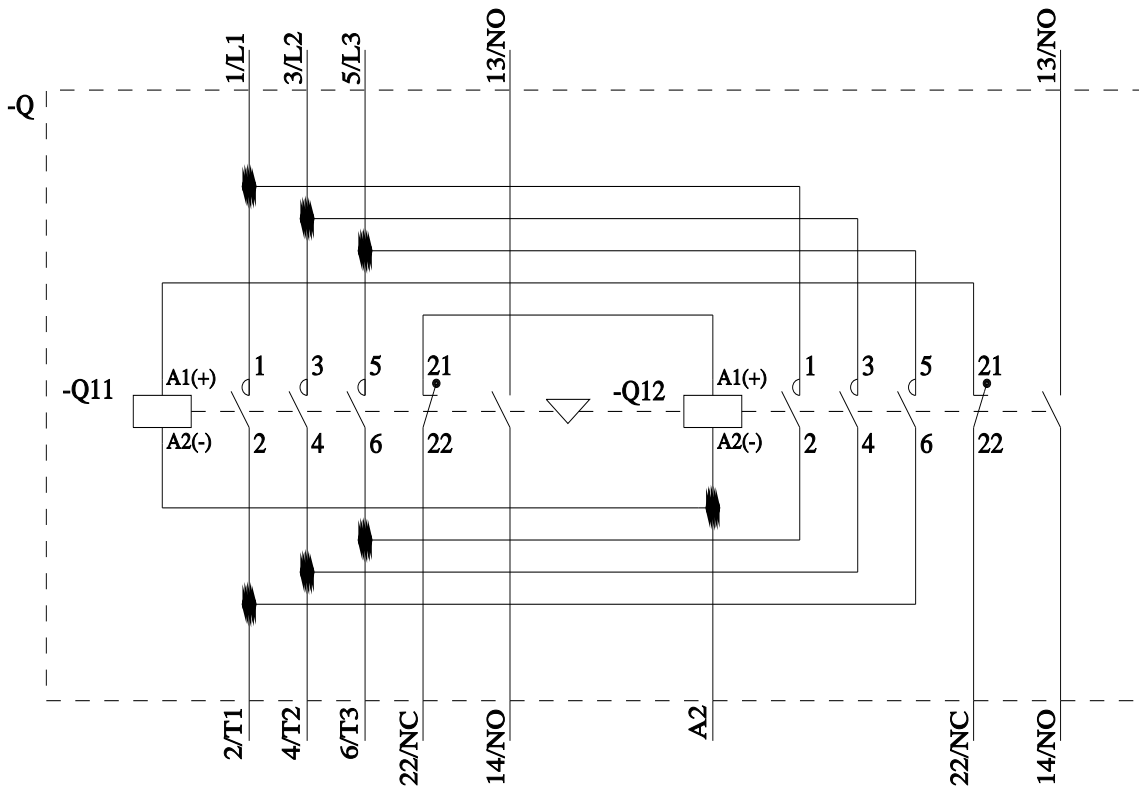 1/L1
3/L2
5/L3
13/NO
13/NO
-Q
-Q11
A1(+)
A2(-)
1
3
5
21
2
4
6
22
-Q12
A1(+)
A2(-)
1
3
5
21
2
4
6
22
2/T1
4/T2
6/T3
22/NC
14/NO
A2
22/NC
14/NO